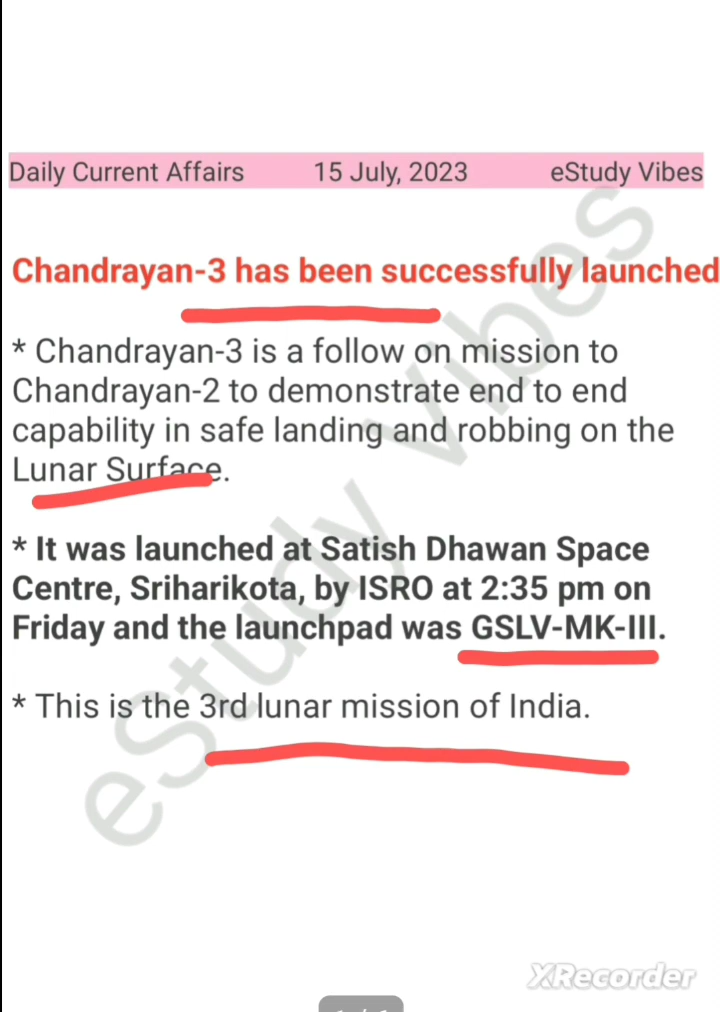 Daily Current Affairs 15 July, 2023 eStudy Vibes
Chandrayan-3 has been successfully launched
* Chandrayan-3 is a follow on mission to
Chandrayan-2 to demonstrate end to end
capability in safe landing and robbing on the
Lunar Surface.
* It was launched at Satish Dhawan Space
Centre, Sriharikota, by ISRO at 2:35 pm on
Friday and the launchpad was GSLV-MK-III.
* This is the 3rd lunar mission of India.
eStudy Vibes
XRecorder